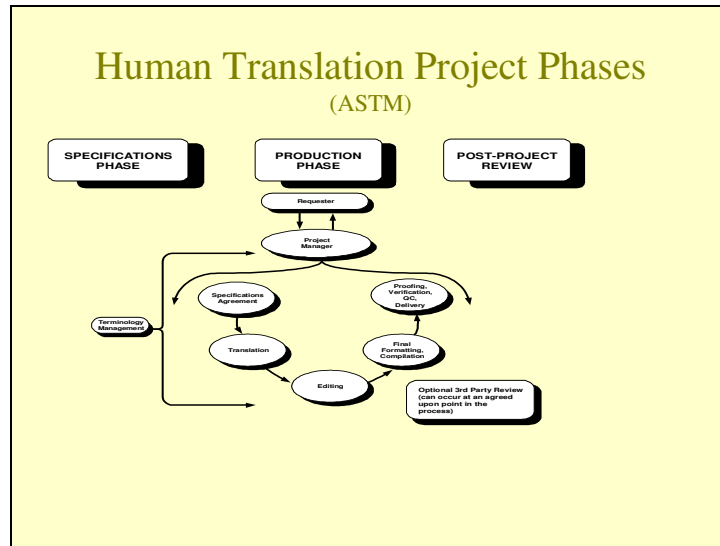 Human Translation Project Phases
(ASTM)
SPECIFICATIONS
PHASE
PRODUCTION
PHASE
POST-PROJECT
REVIEW
Requester
Project
Manager
Specifications
Agreement
Proofing,
Verification,
QC,
Delivery
Terminology
Management
Translation
Final
Formatting,
Compilation
Editing
Optional 3rd Party Review
(can occur at an agreed
upon point in the
process)